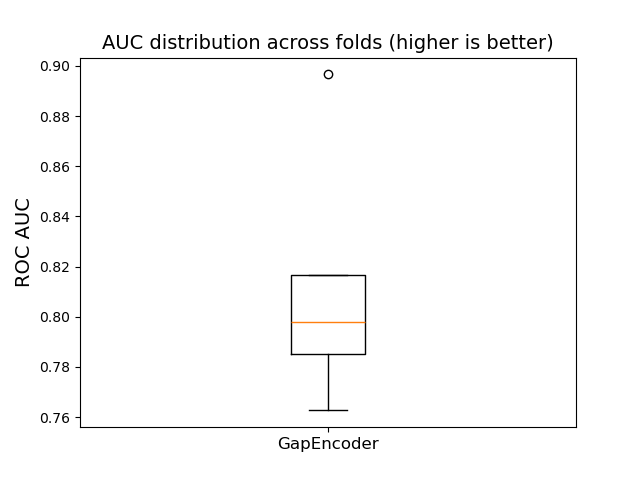 AUC distribution across folds (higher is better)
0.90
0.88
0.86
0.84
0.82
0.80
0.78
0.76
ROC AUC
GapEncoder